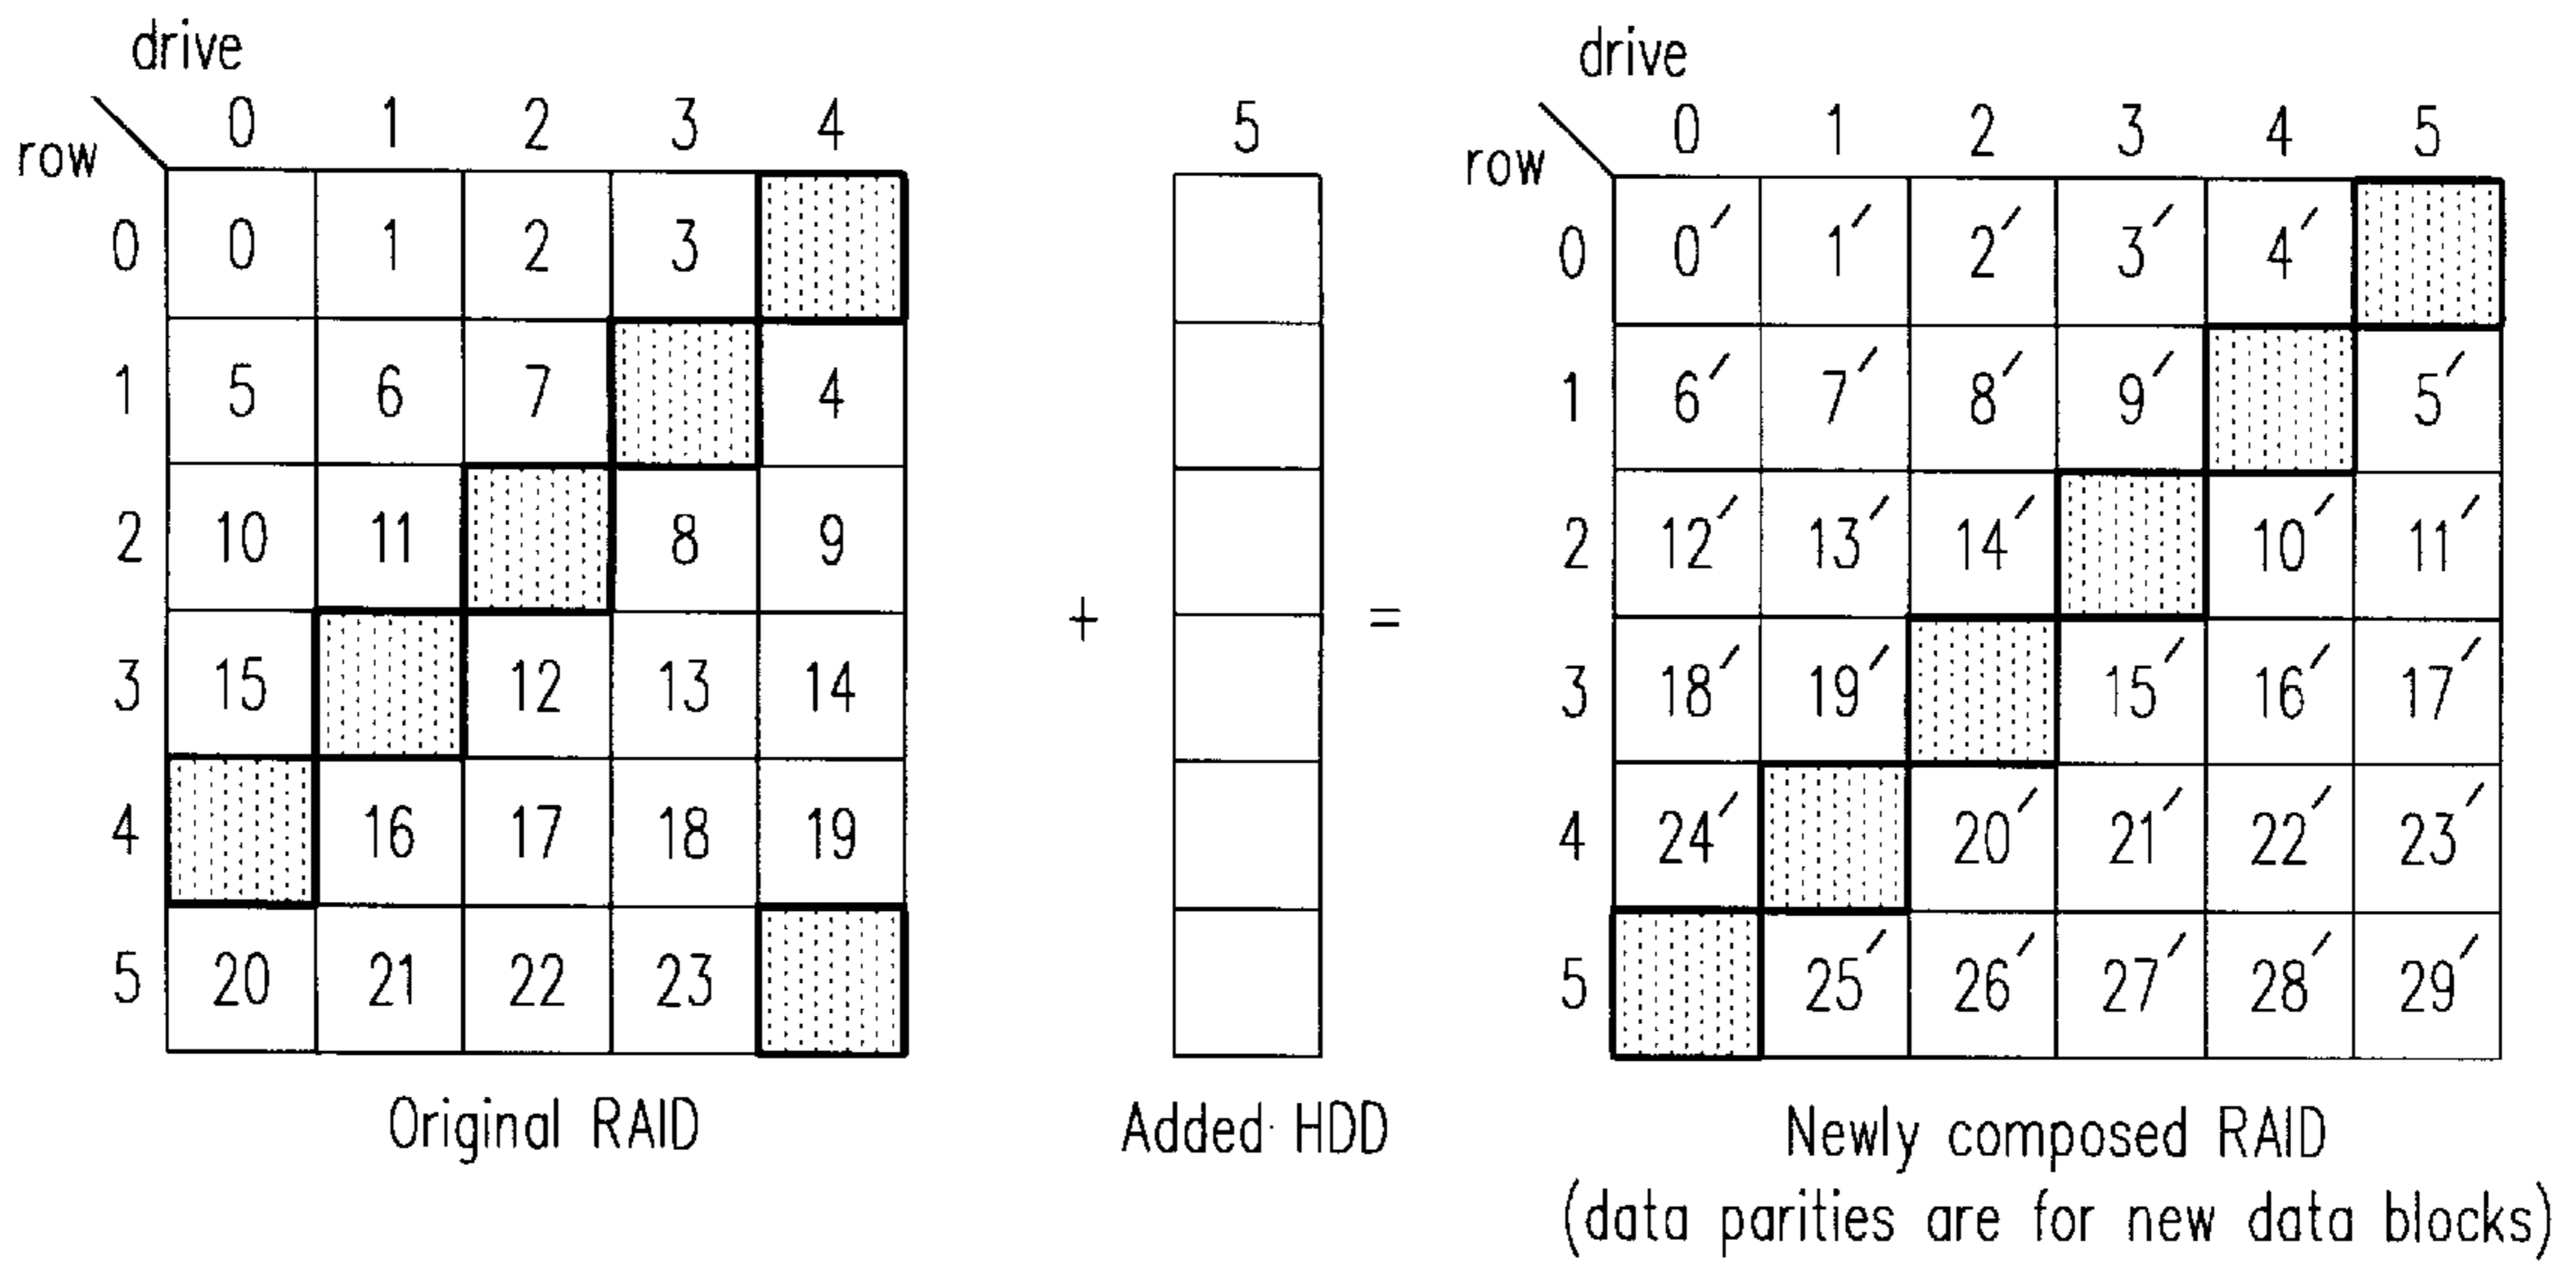 drive
row 0 1 2 3 4
0 0 1 2 3
1 5 6 7 4
2 10 11 8 9
3 15 12 13 14
4 16 17 18 19
5 20 21 22 23
Original RAID
+
5
Added HDD
=
drive
row 0 1 2 3 4 5
0 0′ 1′ 2′ 3′ 4′
1 6′ 7′ 8′ 9′ 5′
2 12′ 13′ 14′ 10′ 11′
3 18′ 19′ 15′ 16′ 17′
4 24′ 20′ 21′ 22′ 23′
5 25′ 26′ 27′ 28′ 29′
Newly composed RAID
(data parities are for new data blocks)